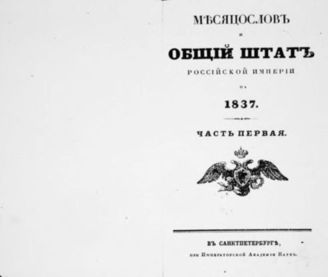 МѢСЯЦОСЛОВЪ
И
ОБЩІЙ ШТАТЪ
РОССІЙСКОЙ ИМПЕРІИ
НА
1837.
ЧАСТЬ ПЕРВАЯ.
ВЪ САНКТПЕТЕРБУРГѢ,
при Императорской Академіи Наукъ.